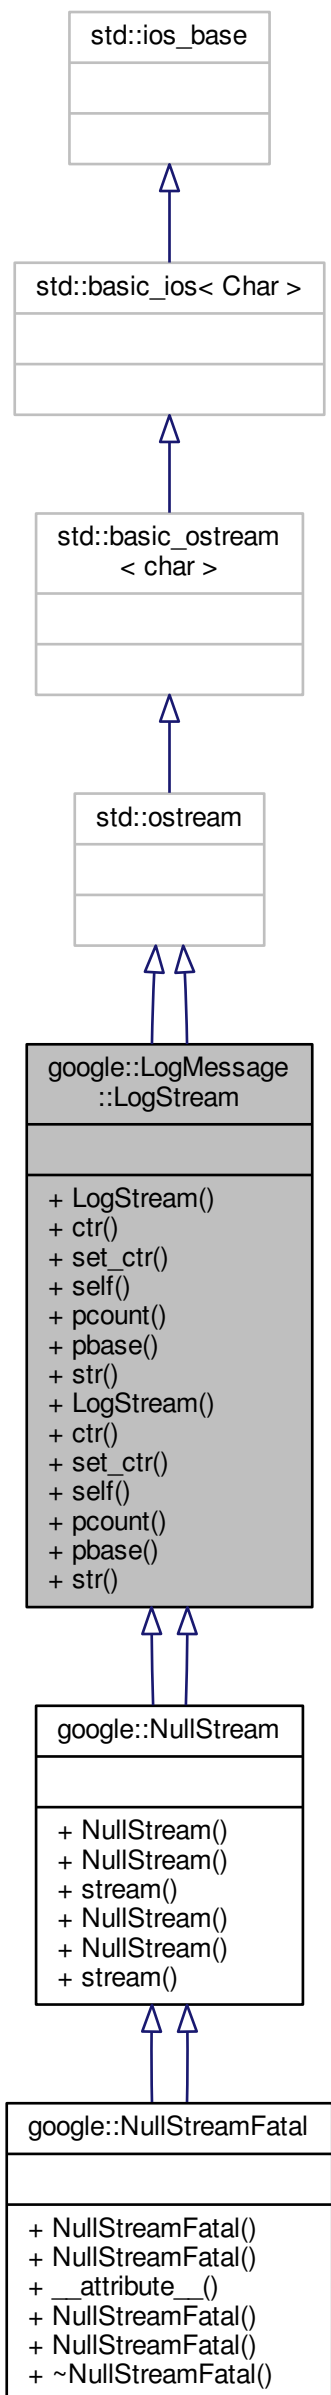 std::ios_base
std::basic_ios< Char >
std::basic_ostream
< char >
std::ostream
google::LogMessage
::LogStream
+ LogStream()
+ ctr()
+ set_ctr()
+ self()
+ pcount()
+ pbase()
+ str()
+ LogStream()
+ ctr()
+ set_ctr()
+ self()
+ pcount()
+ pbase()
+ str()
google::NullStream
+ NullStream()
+ NullStream()
+ stream()
+ NullStream()
+ NullStream()
+ stream()
google::NullStreamFatal
+ NullStreamFatal()
+ NullStreamFatal()
+ __attribute__()
+ NullStreamFatal()
+ NullStreamFatal()
+ ~NullStreamFatal()